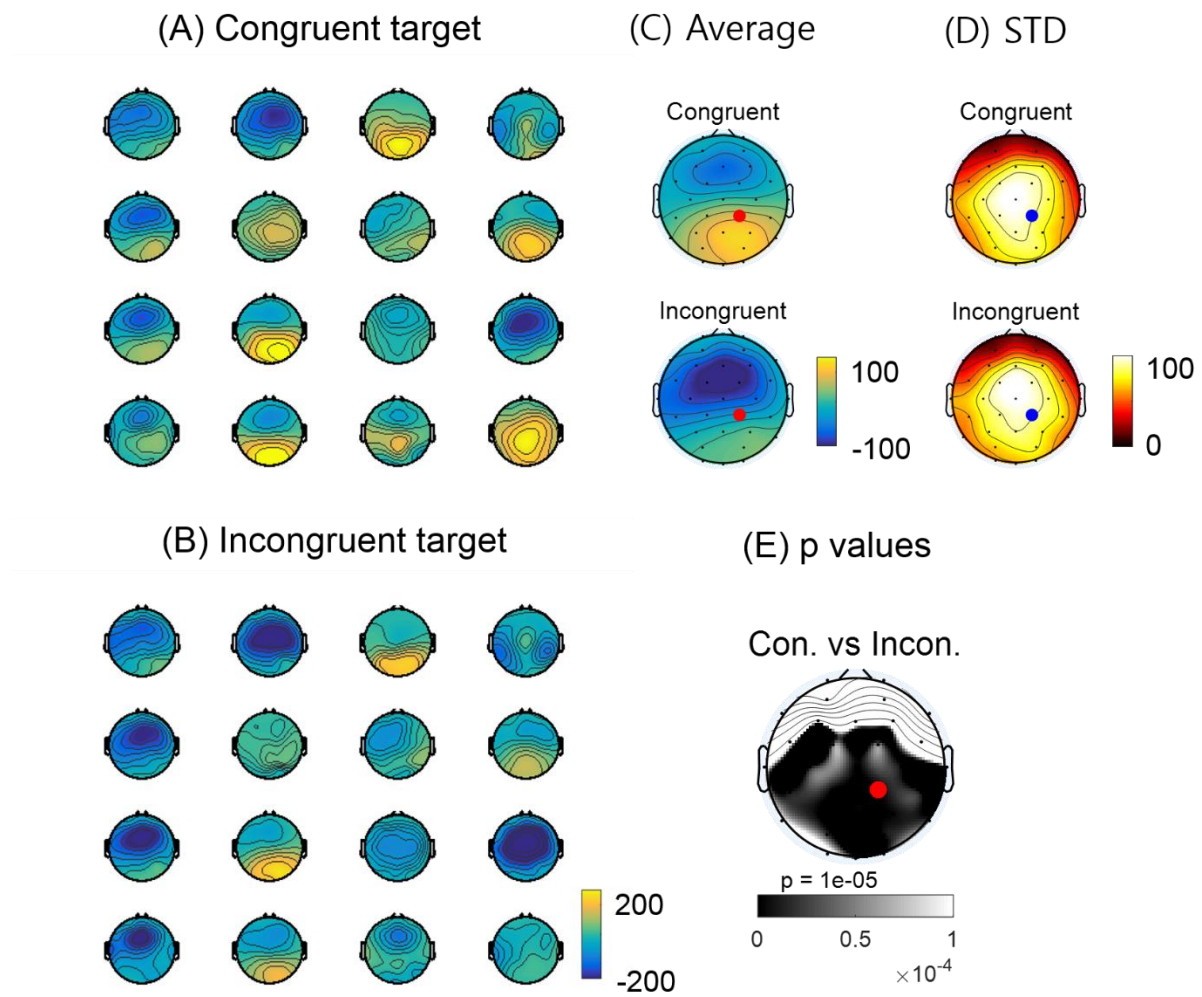 (A) Congruent target
(C) Average
(D) STD
Congruent
Congruent
Incongruent
Incongruent
100
-100
100
0
(B) Incongruent target
(E) p values
Con. vs Incon.
200
-200
p = 1e-05
0
0.5
1
×10⁻⁴